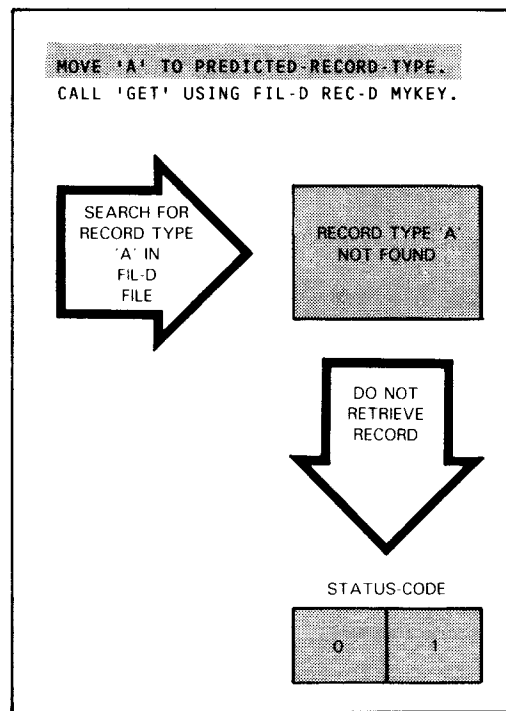 MOVE 'A' TO PREDICTED-RECORD-TYPE.
CALL 'GET' USING FIL-D REC-D MYKEY.
SEARCH FOR
RECORD TYPE
'A' IN
FIL-D
FILE
RECORD TYPE 'A'
NOT FOUND
DO NOT
RETRIEVE
RECORD
STATUS-CODE
0 1